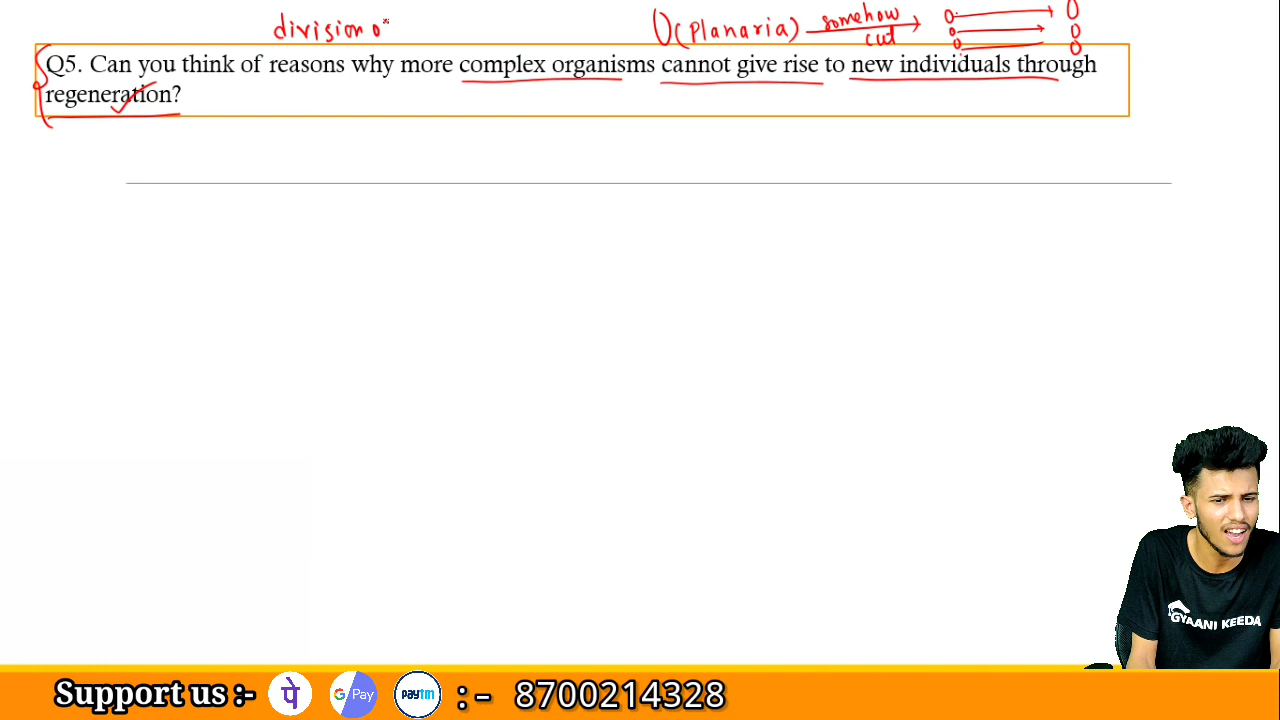 division o
(Planaria) somehow cut
Q5. Can you think of reasons why more complex organisms cannot give rise to new individuals through
regeneration?
GYAANI KEEDA
Support us :- पे G Pay paytm : - 8700214328